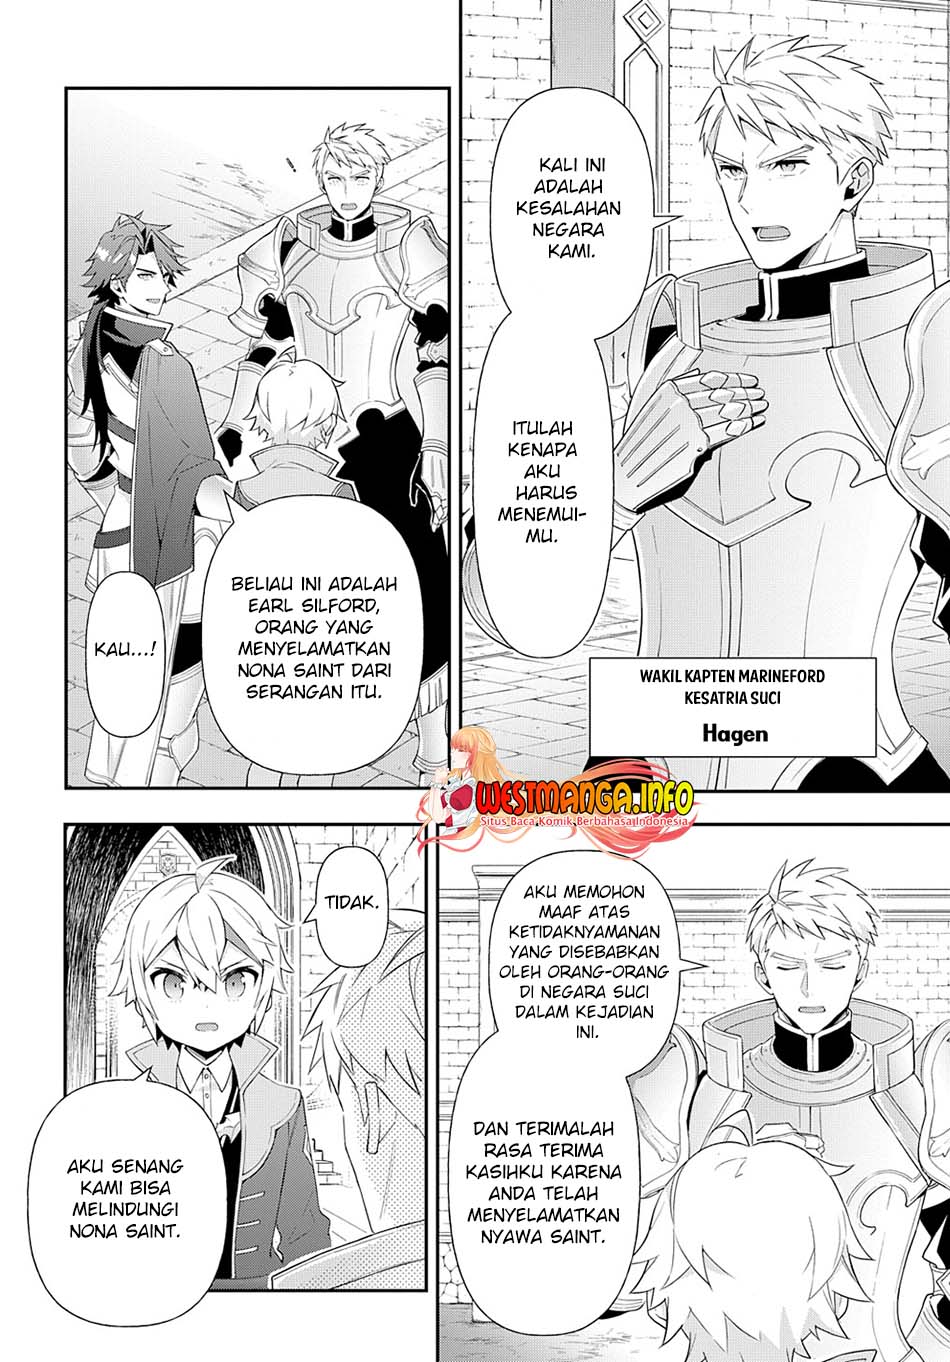 KALI INI
ADALAH
KESALAHAN
NEGARA
KAMI.
ITULAH
KENAPA
AKU
HARUS
MENEMUI-
MU.
WAKIL KAPTEN MARINEFORD
KESATRIA SUCI
Hagen
BELIAU INI ADALAH
EARL SILFORD,
ORANG YANG
MENYELAMATKAN
NONA SAINT DARI
SERANGAN ITU.
KAU...!
WESTMANGA.INFO
Situs Baca Komik Berbahasa Indonesia
AKU MEMOHON
MAAF ATAS
KETIDAKNYAMANAN
YANG DISEBABKAN
OLEH ORANG-ORANG
DI NEGARA SUCI
DALAM KEJADIAN
INI.
DAN TERIMALAH
RASA TERIMA
KASIHKU KARENA
ANDA TELAH
MENYELAMATKAN
NYAWA SAINT.
TIDAK.
AKU SENANG
KAMI BISA
MELINDUNGI
NONA SAINT.